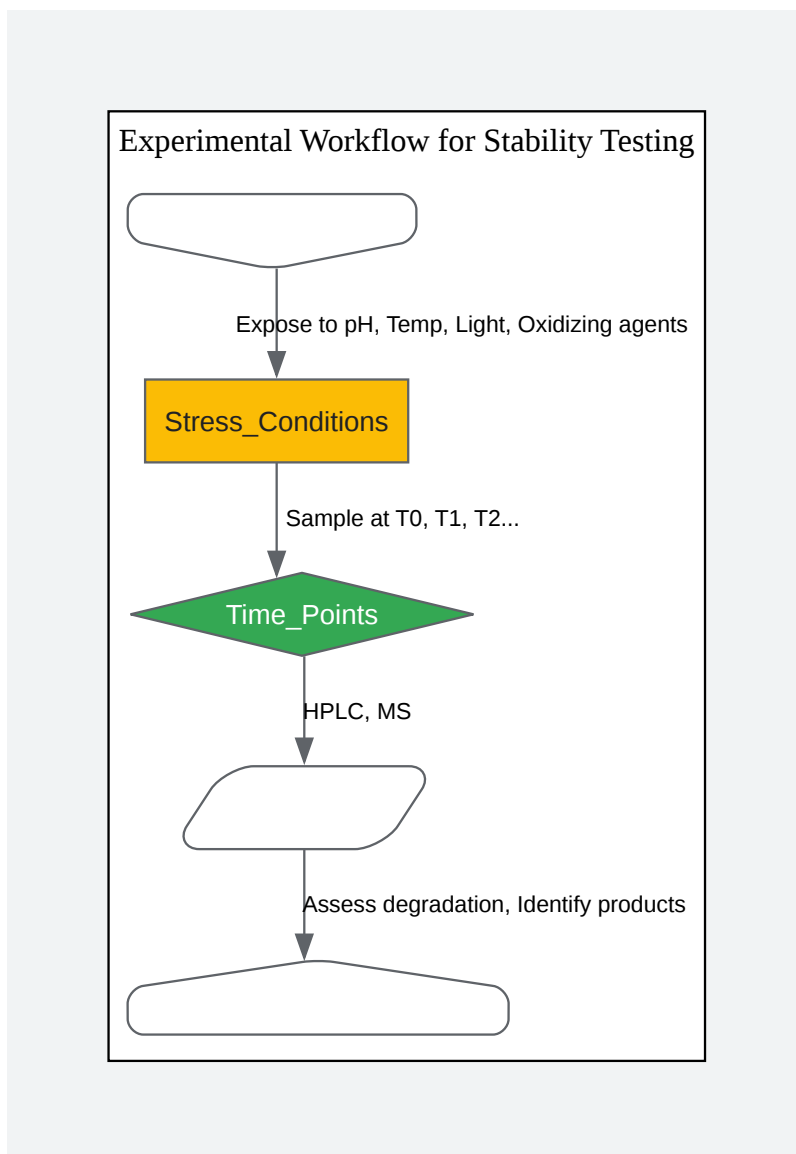 Experimental Workflow for Stability Testing
Expose to pH, Temp, Light, Oxidizing agents
Stress_Conditions
Sample at T0, T1, T2...
Time_Points
HPLC, MS
Assess degradation, Identify products